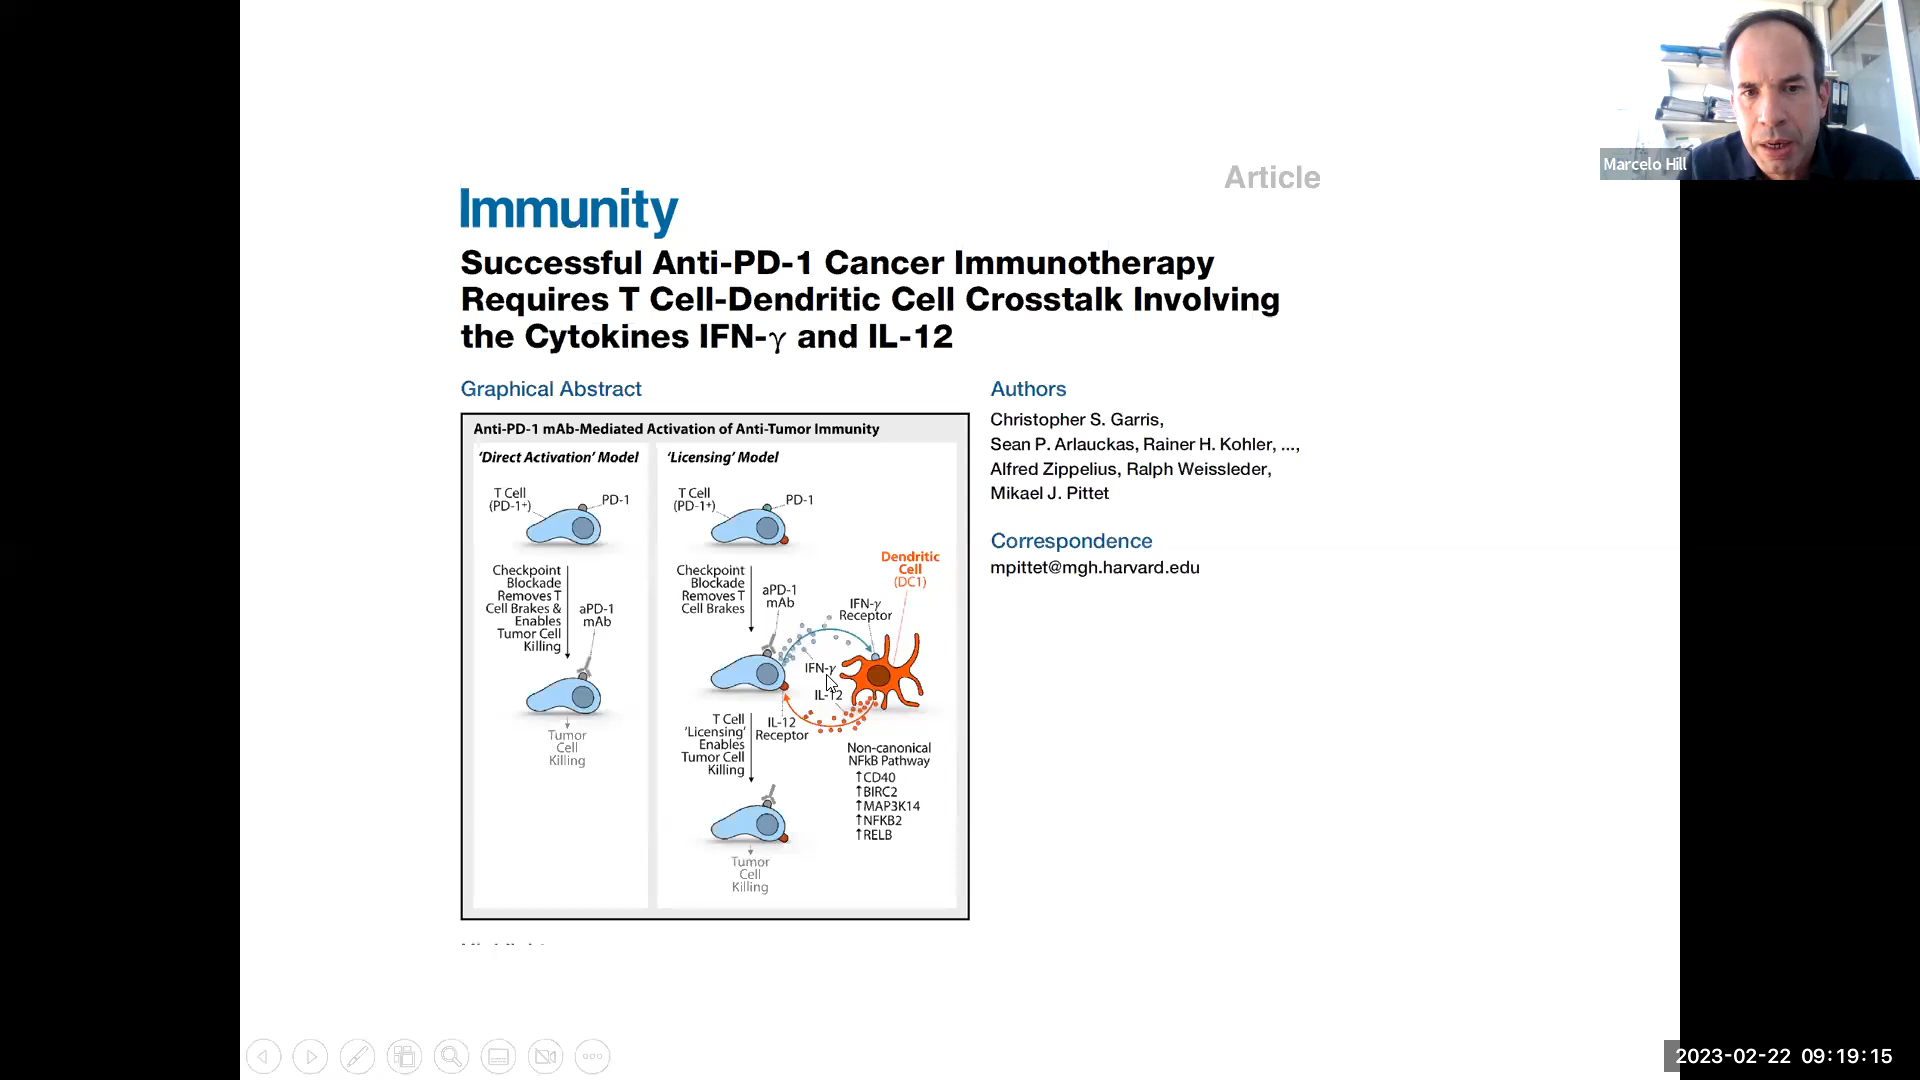 Marcelo Hill
Article
Immunity
Successful Anti-PD-1 Cancer Immunotherapy
Requires T Cell-Dendritic Cell Crosstalk Involving
the Cytokines IFN-γ and IL-12
Graphical Abstract
Anti-PD-1 mAb-Mediated Activation of Anti-Tumor Immunity
'Direct Activation' Model
T Cell
(PD-1+)
PD-1
Checkpoint
Blockade
Removes T
Cell Brakes &
Enables
Tumor Cell
Killing
aPD-1
mAb
Tumor
Cell
Killing
'Licensing' Model
T Cell
(PD-1+)
PD-1
Checkpoint
Blockade
Removes T
Cell Brakes
aPD-1
mAb
IFN-γ
Receptor
Dendritic
Cell
(DC1)
IFN-γ
IL-12
T Cell
'Licensing'
Enables
Tumor Cell
Killing
IL-12
Receptor
Non-canonical
NFkB Pathway
↑CD40
↑BIRC2
↑MAP3K14
↑NFKB2
↑RELB
Tumor
Cell
Killing
Authors
Christopher S. Garris,
Sean P. Arlauckas, Rainer H. Kohler, ...,
Alfred Zippelius, Ralph Weissleder,
Mikael J. Pittet
Correspondence
mpittet@mgh.harvard.edu
2023-02-22 09:19:15